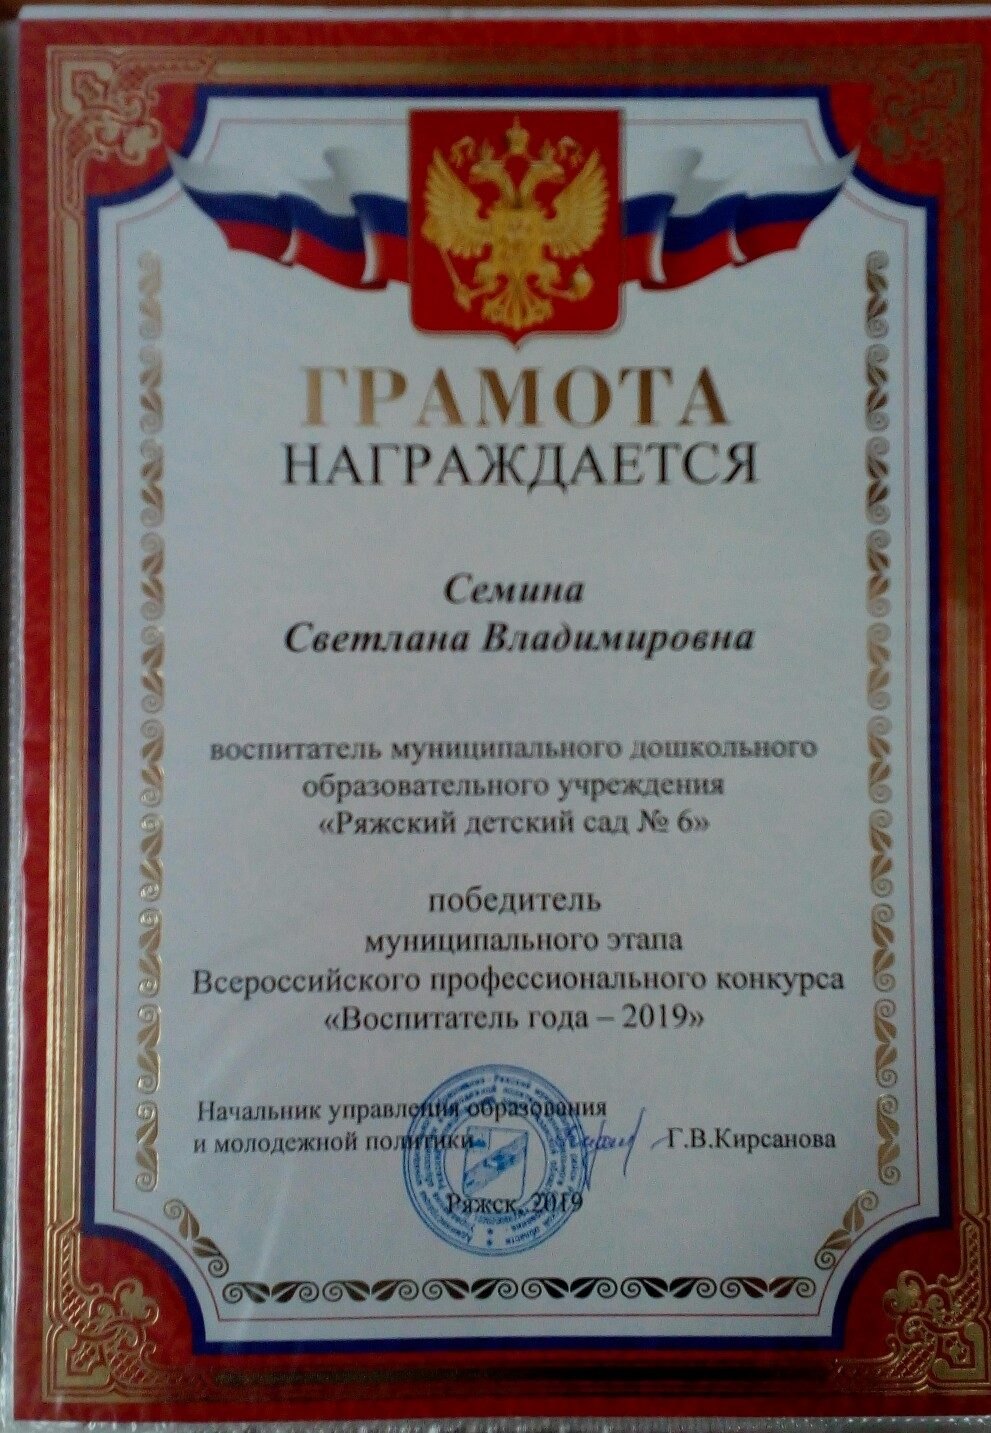 ГРАМОТА
НАГРАЖДАЕТСЯ
Семина
Светлана Владимировна
воспитатель муниципального дошкольного
образовательного учреждения
«Ряжский детский сад № 6»
победитель
муниципального этапа
Всероссийского профессионального конкурса
«Воспитатель года – 2019»
Начальник управления образования
и молодежной политики Г.В.Кирсанова
Ряжск, 2019